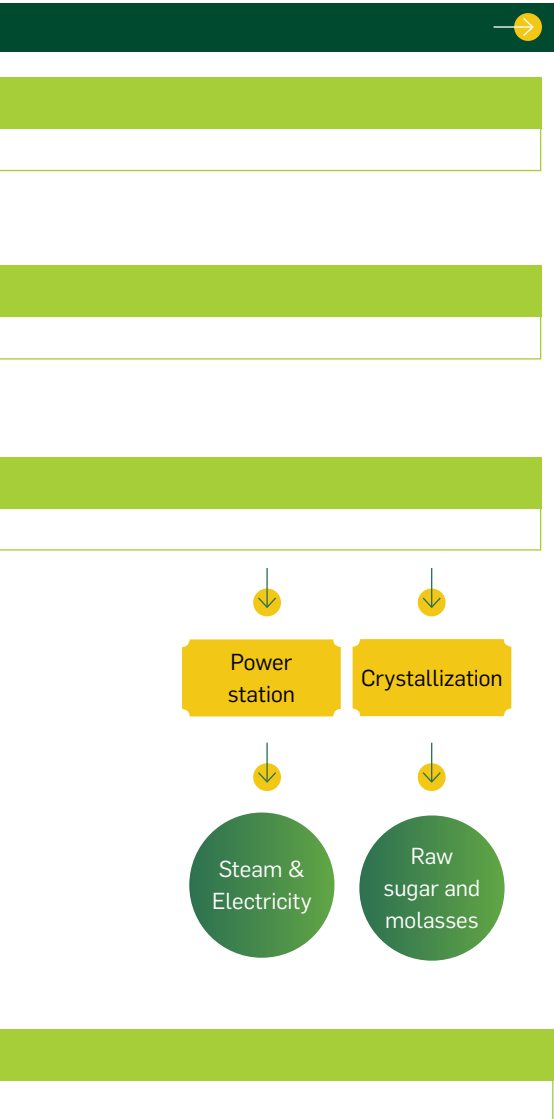 Power
station
Crystallization
Steam &
Electricity
Raw
sugar and
molasses